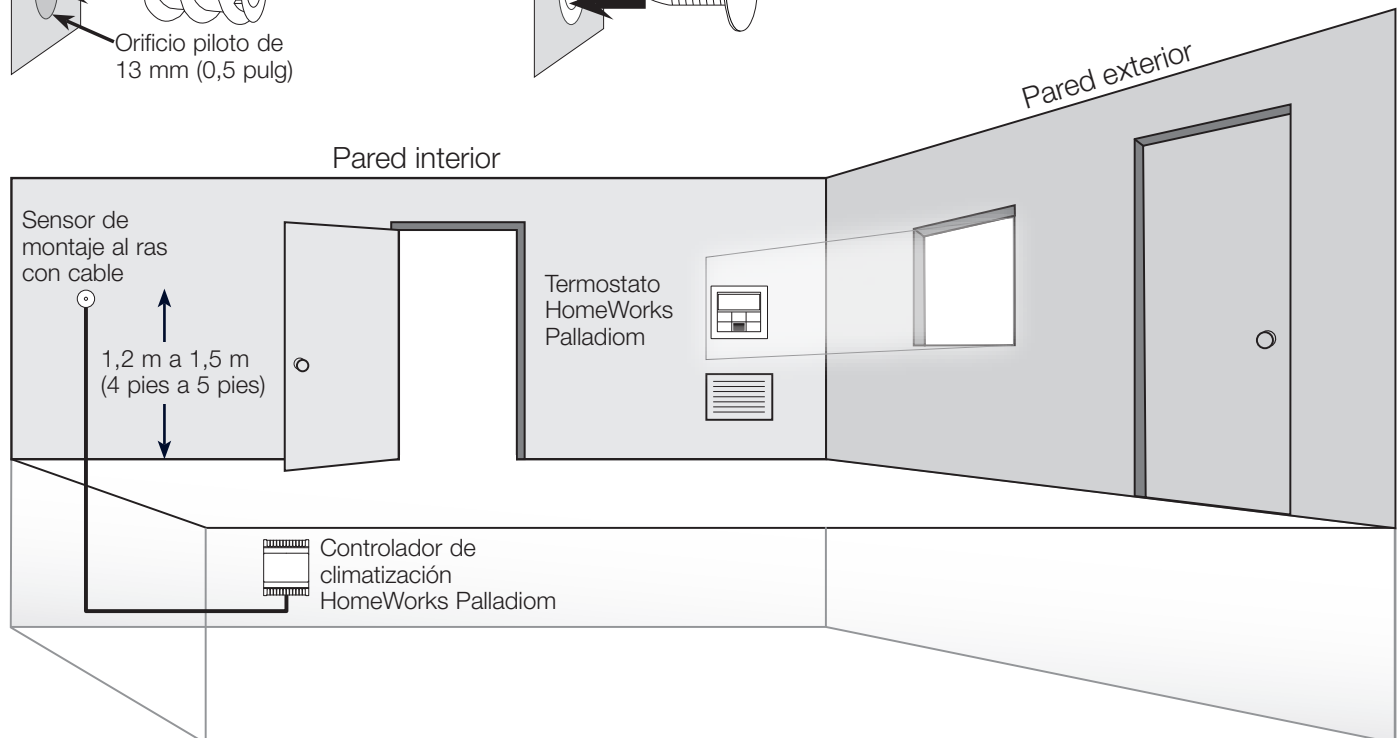 Orificio piloto de
13 mm (0,5 pulg)
Pared exterior
Pared interior
Sensor de
montaje al ras
con cable
1,2 m a 1,5 m
(4 pies a 5 pies)
Termostato
HomeWorks
Palladiom
Controlador de
climatización
HomeWorks Palladiom